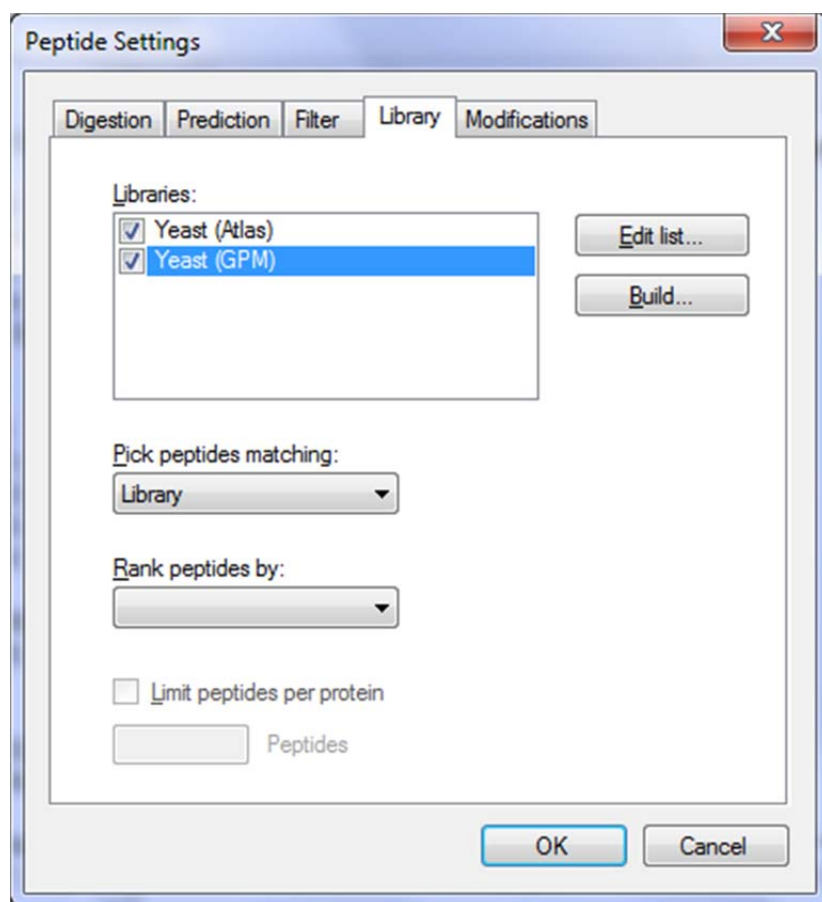 Peptide Settings
Digestion Prediction Filter Library Modifications
Libraries:
Yeast (Atlas)
Yeast (GPM)
Edit list...
Build...
Pick peptides matching:
Library
Rank peptides by:
Limit peptides per protein
Peptides
OK Cancel